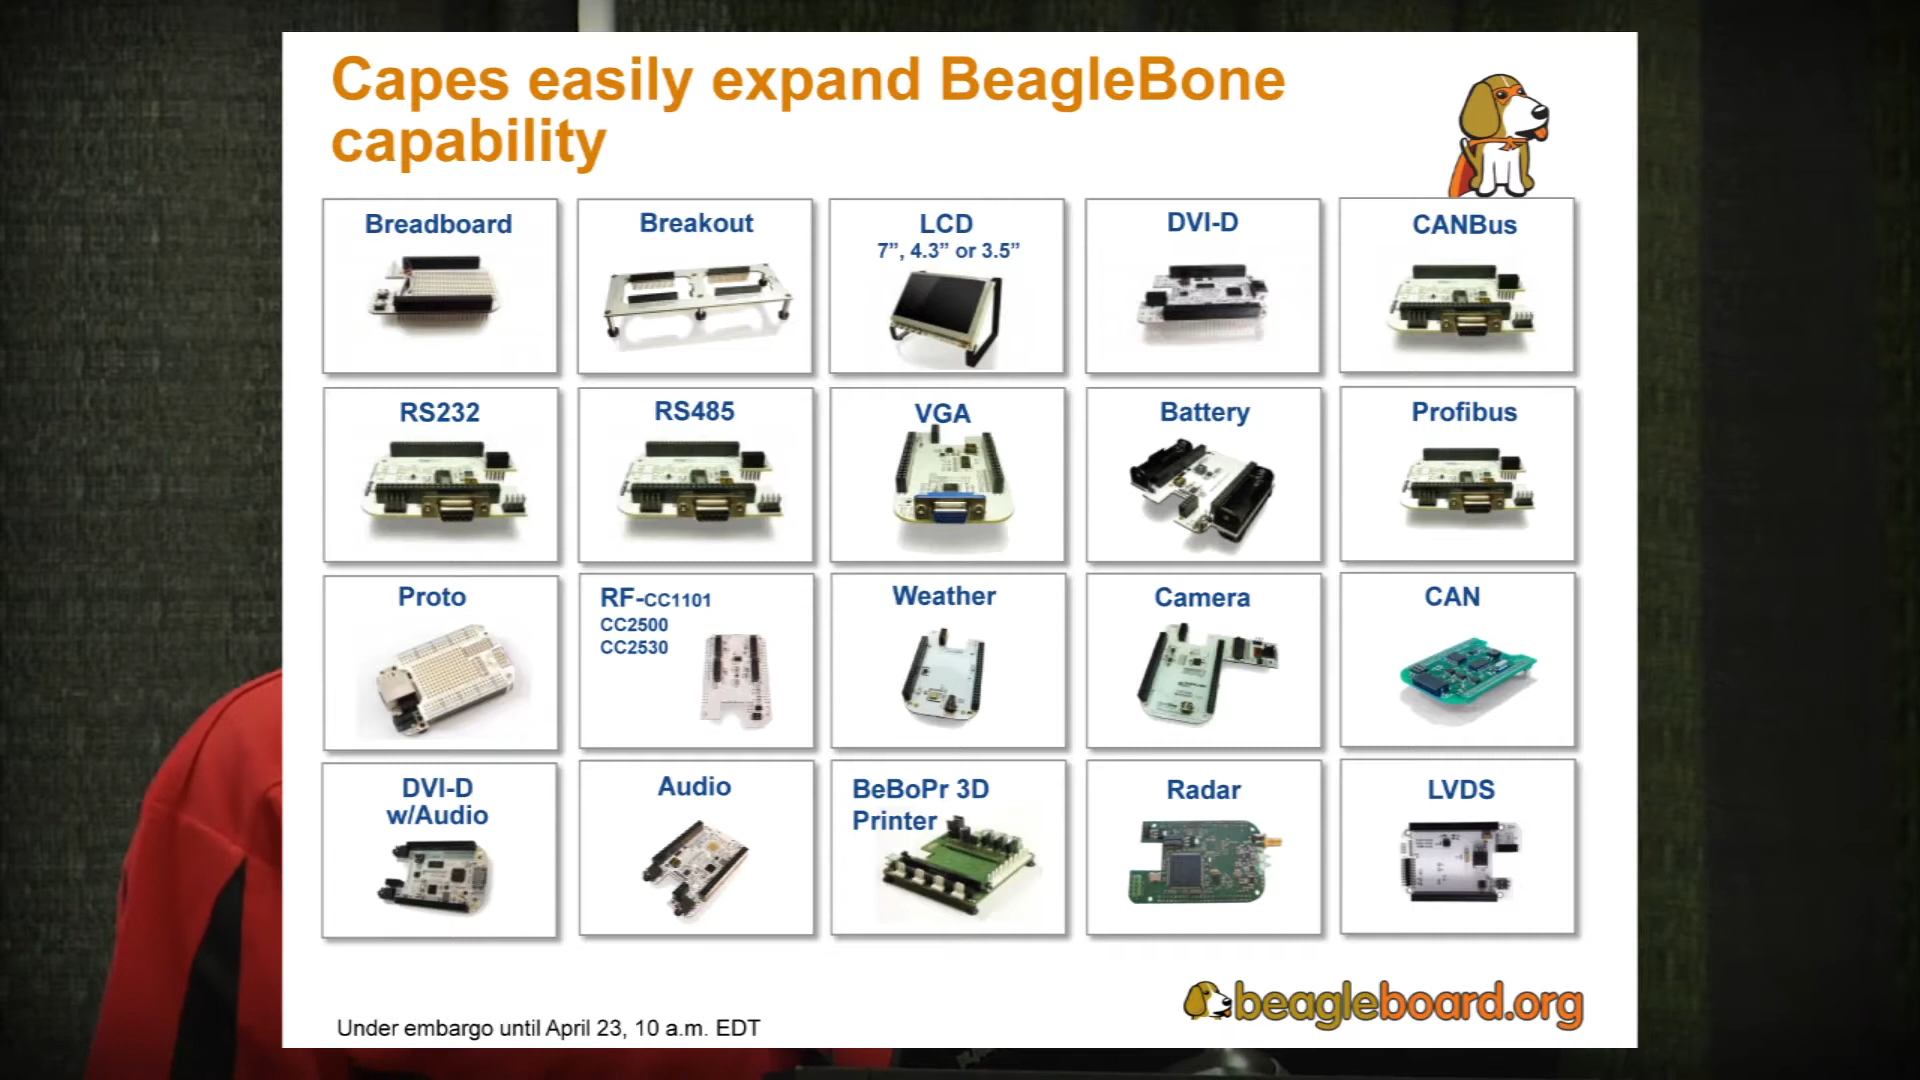 Capes easily expand BeagleBone
capability
Breadboard
Breakout
LCD
7”, 4.3” or 3.5”
DVI-D
CANBus
RS232
RS485
VGA
Battery
Profibus
Proto
RF-CC1101
CC2500
CC2530
Weather
Camera
CAN
DVI-D
w/Audio
Audio
BeBoPr 3D
Printer
Radar
LVDS
beagleboard.org
Under embargo until April 23, 10 a.m. EDT